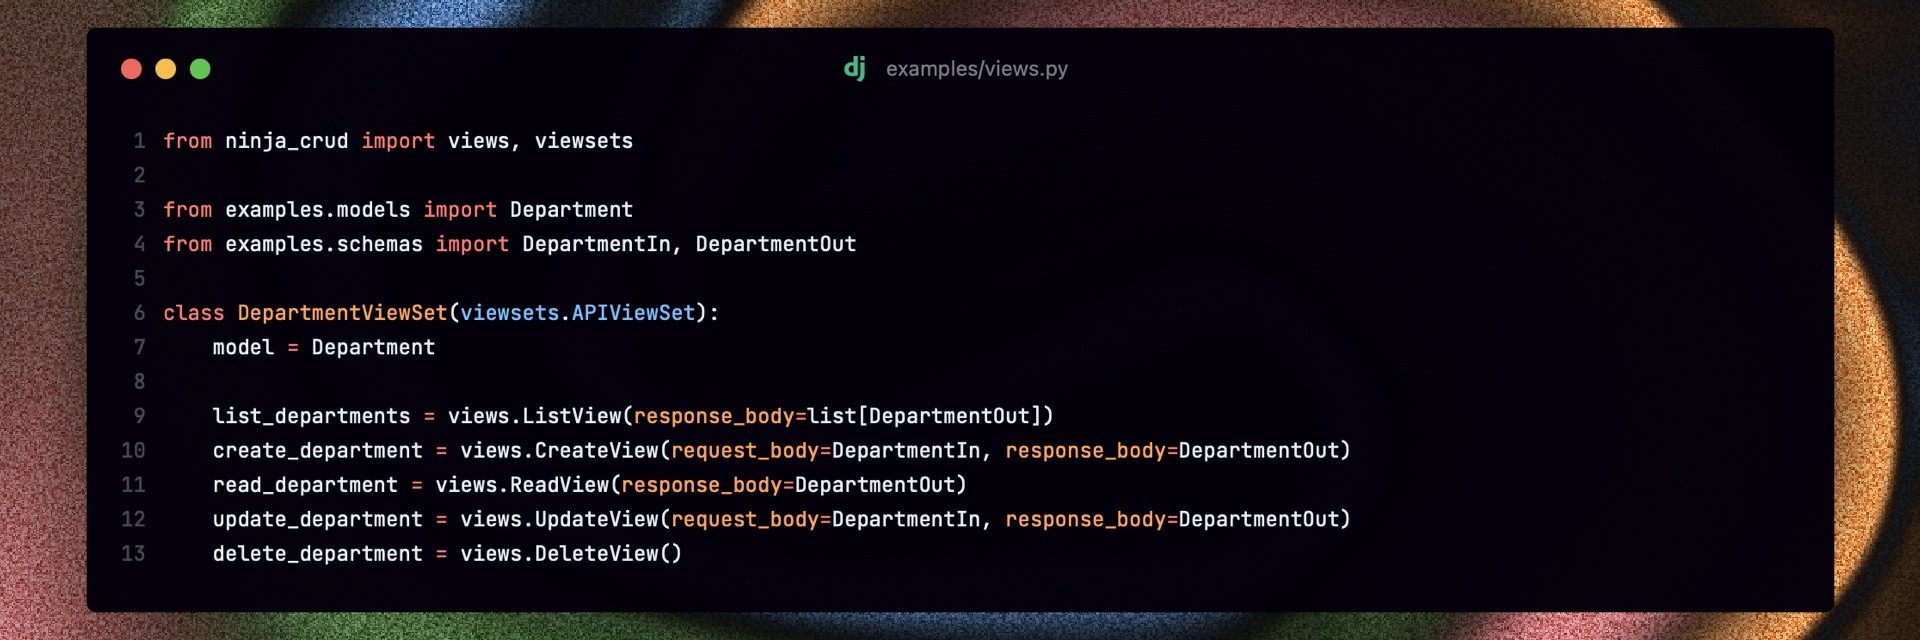 dj examples/views.py
1 from ninja_crud import views, viewsets
2
3 from examples.models import Department
4 from examples.schemas import DepartmentIn, DepartmentOut
5
6 class DepartmentViewSet(viewsets.APIViewSet):
7     model = Department
8
9     list_departments = views.ListView(response_body=list[DepartmentOut])
10     create_department = views.CreateView(request_body=DepartmentIn, response_body=DepartmentOut)
11     read_department = views.ReadView(response_body=DepartmentOut)
12     update_department = views.UpdateView(request_body=DepartmentIn, response_body=DepartmentOut)
13     delete_department = views.DeleteView()